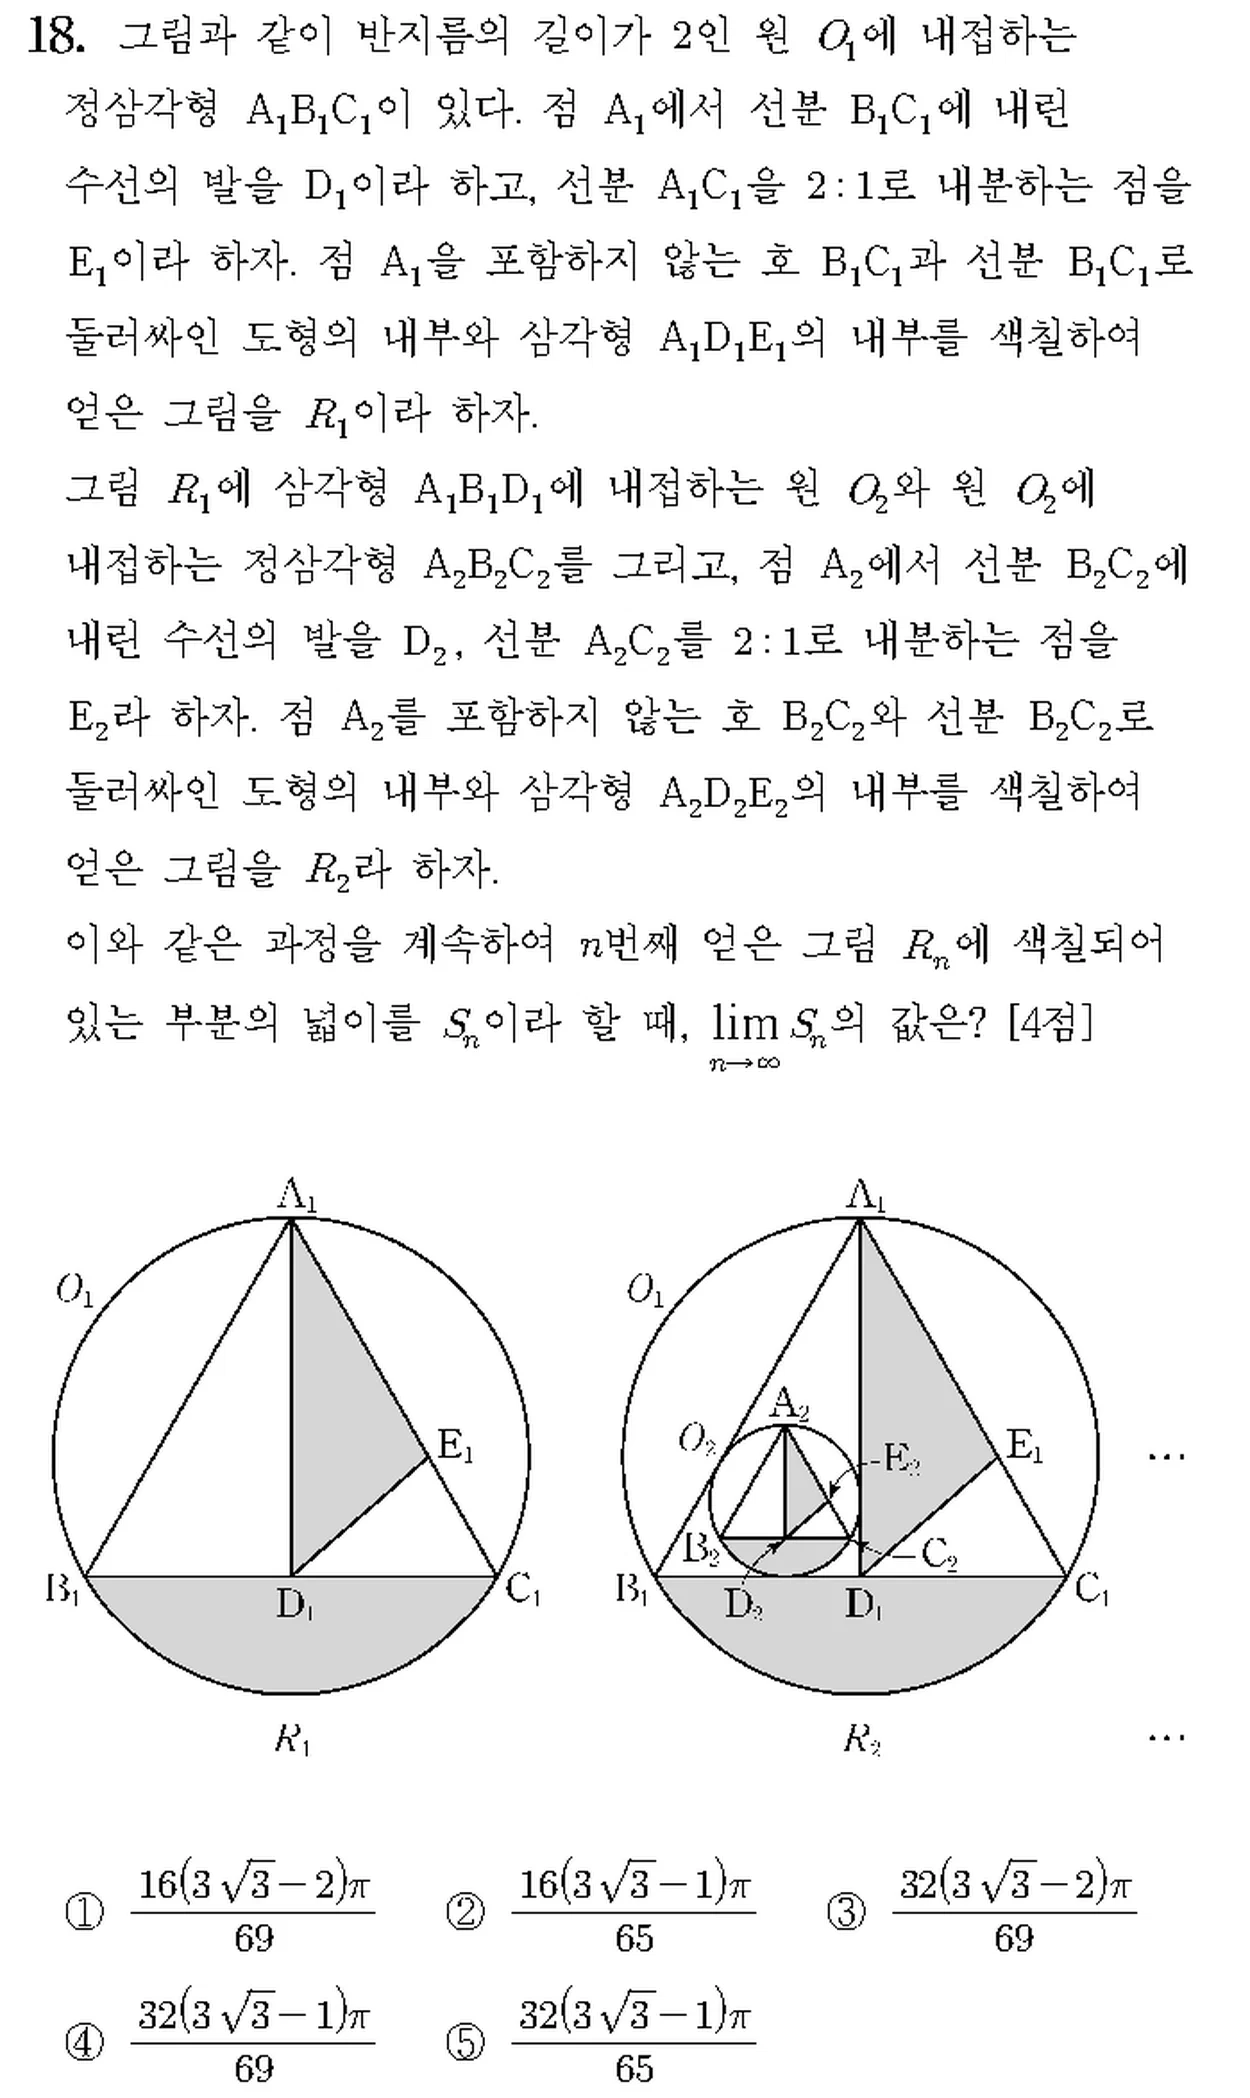 18. 그림과 같이 반지름의 길이가 2인 원 O₁에 내접하는
정삼각형 A₁B₁C₁이 있다. 점 A₁에서 선분 B₁C₁에 내린
수선의 발을 D₁이라 하고, 선분 A₁C₁을 2:1로 내분하는 점을
E₁이라 하자. 점 A₁을 포함하지 않는 호 B₁C₁과 선분 B₁C₁로
둘러싸인 도형의 내부와 삼각형 A₁D₁E₁의 내부를 색칠하여
얻은 그림을 R₁이라 하자.
그림 R₁에 삼각형 A₁B₁D₁에 내접하는 원 O₂와 원 O₂에
내접하는 정삼각형 A₂B₂C₂를 그리고, 점 A₂에서 선분 B₂C₂에
내린 수선의 발을 D₂, 선분 A₂C₂를 2:1로 내분하는 점을
E₂라 하자. 점 A₂를 포함하지 않는 호 B₂C₂와 선분 B₂C₂로
둘러싸인 도형의 내부와 삼각형 A₂D₂E₂의 내부를 색칠하여
얻은 그림을 R₂라 하자.
이와 같은 과정을 계속하여 n번째 얻은 그림 Rₙ에 색칠되어
있는 부분의 넓이를 Sₙ이라 할 때, lim n→∞ Sₙ의 값은? [4점]
A₁ A₁
O₁ O₁
A₂
E₁ O₂ E₂ E₁ …
B₂ C₂
B₁ D₁ C₁ B₁ D₂ D₁ C₁
R₁ R₂ …
① 16(3√3−2)π/69 ② 16(3√3−1)π/65 ③ 32(3√3−2)π/69
④ 32(3√3−1)π/69 ⑤ 32(3√3−1)π/65